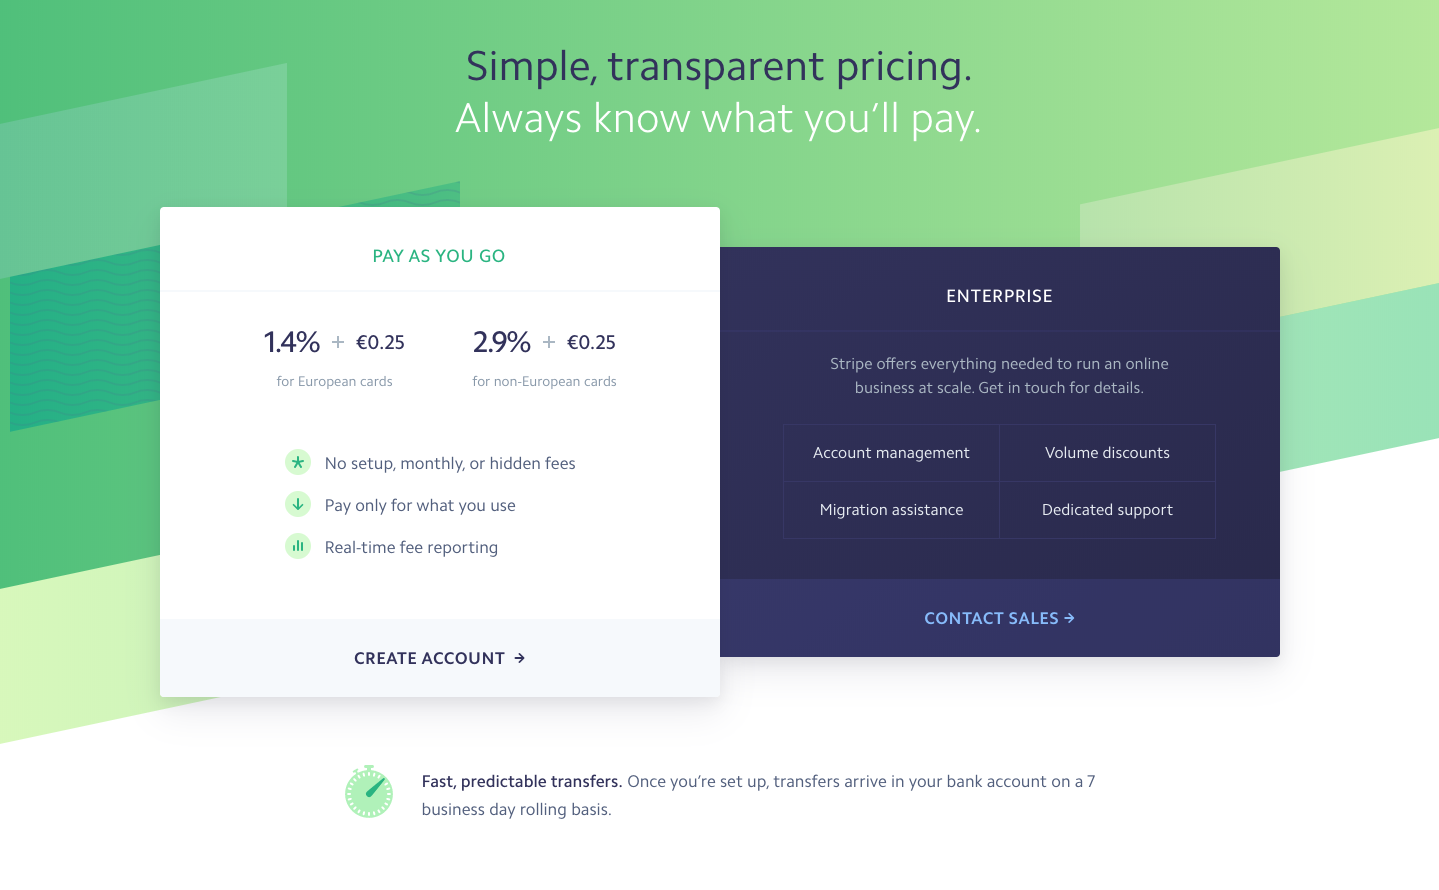 Simple, transparent pricing.
Always know what you’ll pay.
PAY AS YOU GO
1.4% + €0.25
for European cards
2.9% + €0.25
for non-European cards
No setup, monthly, or hidden fees
Pay only for what you use
Real-time fee reporting
CREATE ACCOUNT →
ENTERPRISE
Stripe offers everything needed to run an online
business at scale. Get in touch for details.
Account management
Volume discounts
Migration assistance
Dedicated support
CONTACT SALES →
Fast, predictable transfers. Once you’re set up, transfers arrive in your bank account on a 7
business day rolling basis.